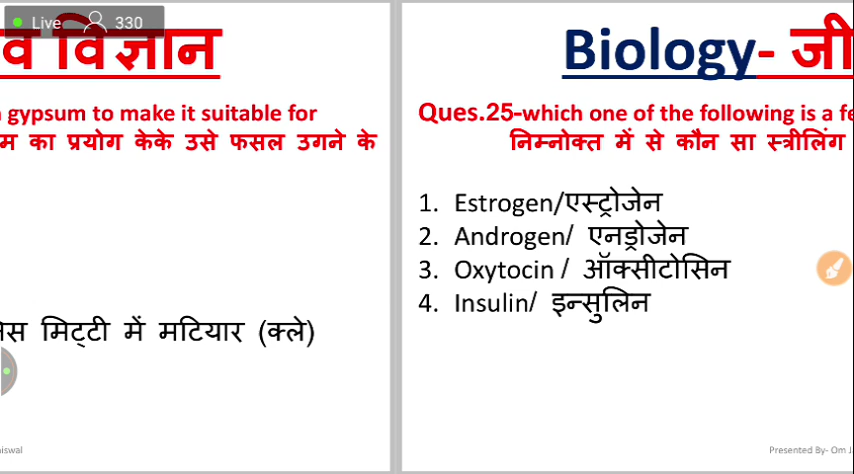 Live 330
व विज्ञान
gypsum to make it suitable for
म का प्रयोग केके उसे फसल उगने के
मिट्टी में मटियार (क्ले)
Biology- जी
Ques.25-which one of the following is a fe
निम्नोक्त में से कौन सा स्त्रीलिंग
1. Estrogen/एस्ट्रोजेन
2. Androgen/ एनड्रोजेन
3. Oxytocin / ऑक्सीटोसिन
4. Insulin/ इन्सुलिन
iswal
Presented By- Om J